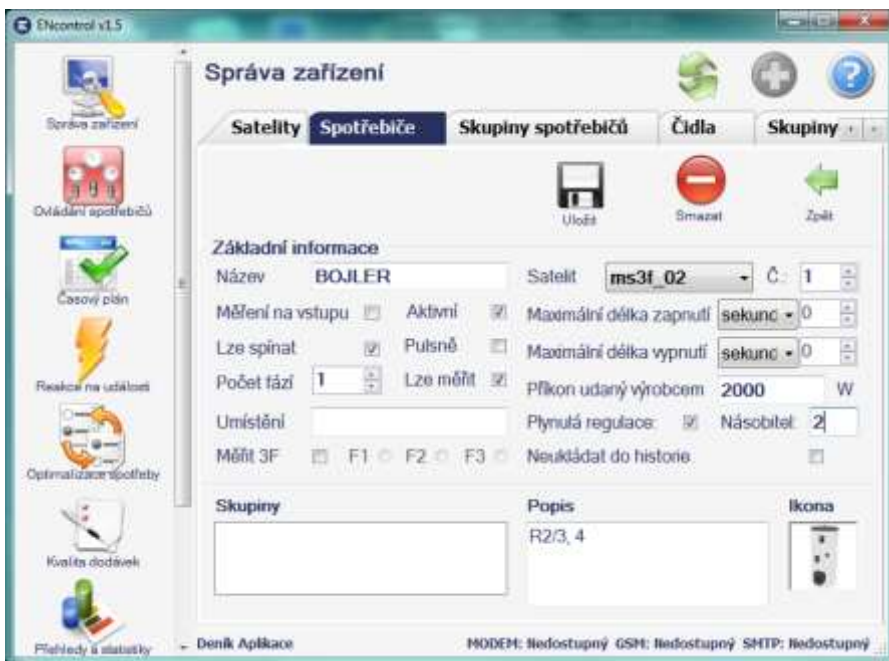 ENcontrol v1.5
Správa zařízení
Správa zařízení
Ovládání spotřebičů
Časový plán
Reakce na události
Optimalizace spotřeby
Kvalita dodávek
Přehledy a statistiky
Satelity Spotřebiče Skupiny spotřebičů Čidla Skupiny
Uložit Smazat Zpět
Základní informace
Název BOJLER Satelit ms3f_02 Č.: 1
Měření na vstupu Aktivní Maximální délka zapnutí sekund 0
Lze spínat Pulsně Maximální délka vypnutí sekund 0
Počet fází 1 Lze měřit Příkon udaný výrobcem 2000 W
Umístění Plynulá regulace: Násobitel: 2
Měřit 3F F1 F2 F3 Neukládat do historie
Skupiny Popis Ikona
R2/3, 4
Deník Aplikace MODEM: Nedostupný GSM: Nedostupný SMTP: Nedostupný